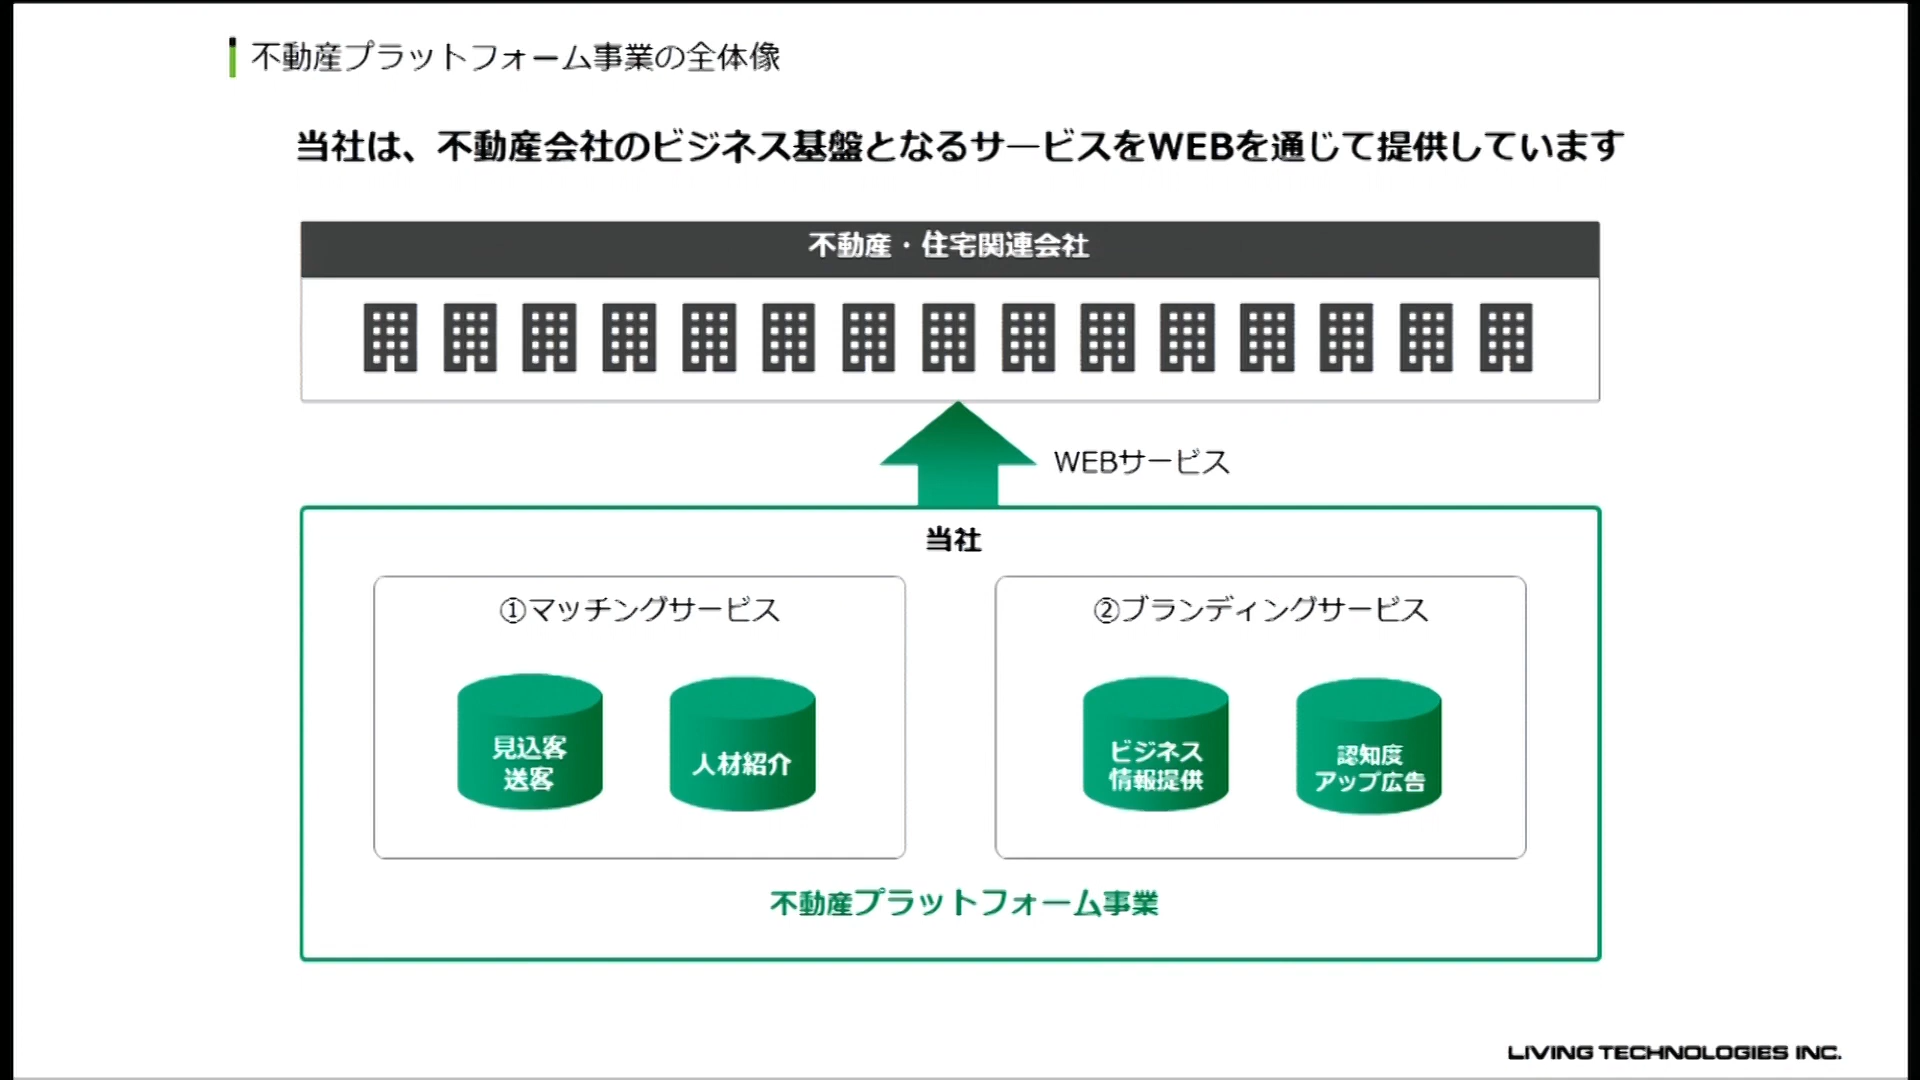 不動産プラットフォーム事業の全体像
当社は、不動産会社のビジネス基盤となるサービスをWEBを通じて提供しています
不動産・住宅関連会社
WEBサービス
当社
①マッチングサービス
②ブランディングサービス
見込客
送客
人材紹介
ビジネス
情報提供
認知度
アップ広告
不動産プラットフォーム事業
LIVING TECHNOLOGIES INC.